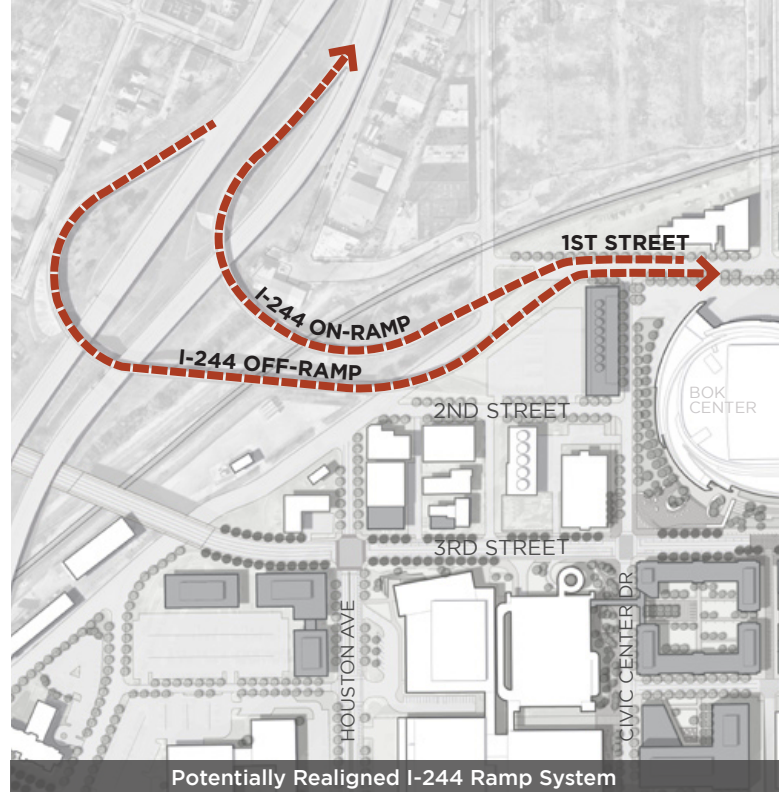 1ST STREET
I-244 ON-RAMP
I-244 OFF-RAMP
BOK
CENTER
2ND STREET
3RD STREET
HOUSTON AVE
CIVIC CENTER DR
Potentially Realigned I-244 Ramp System